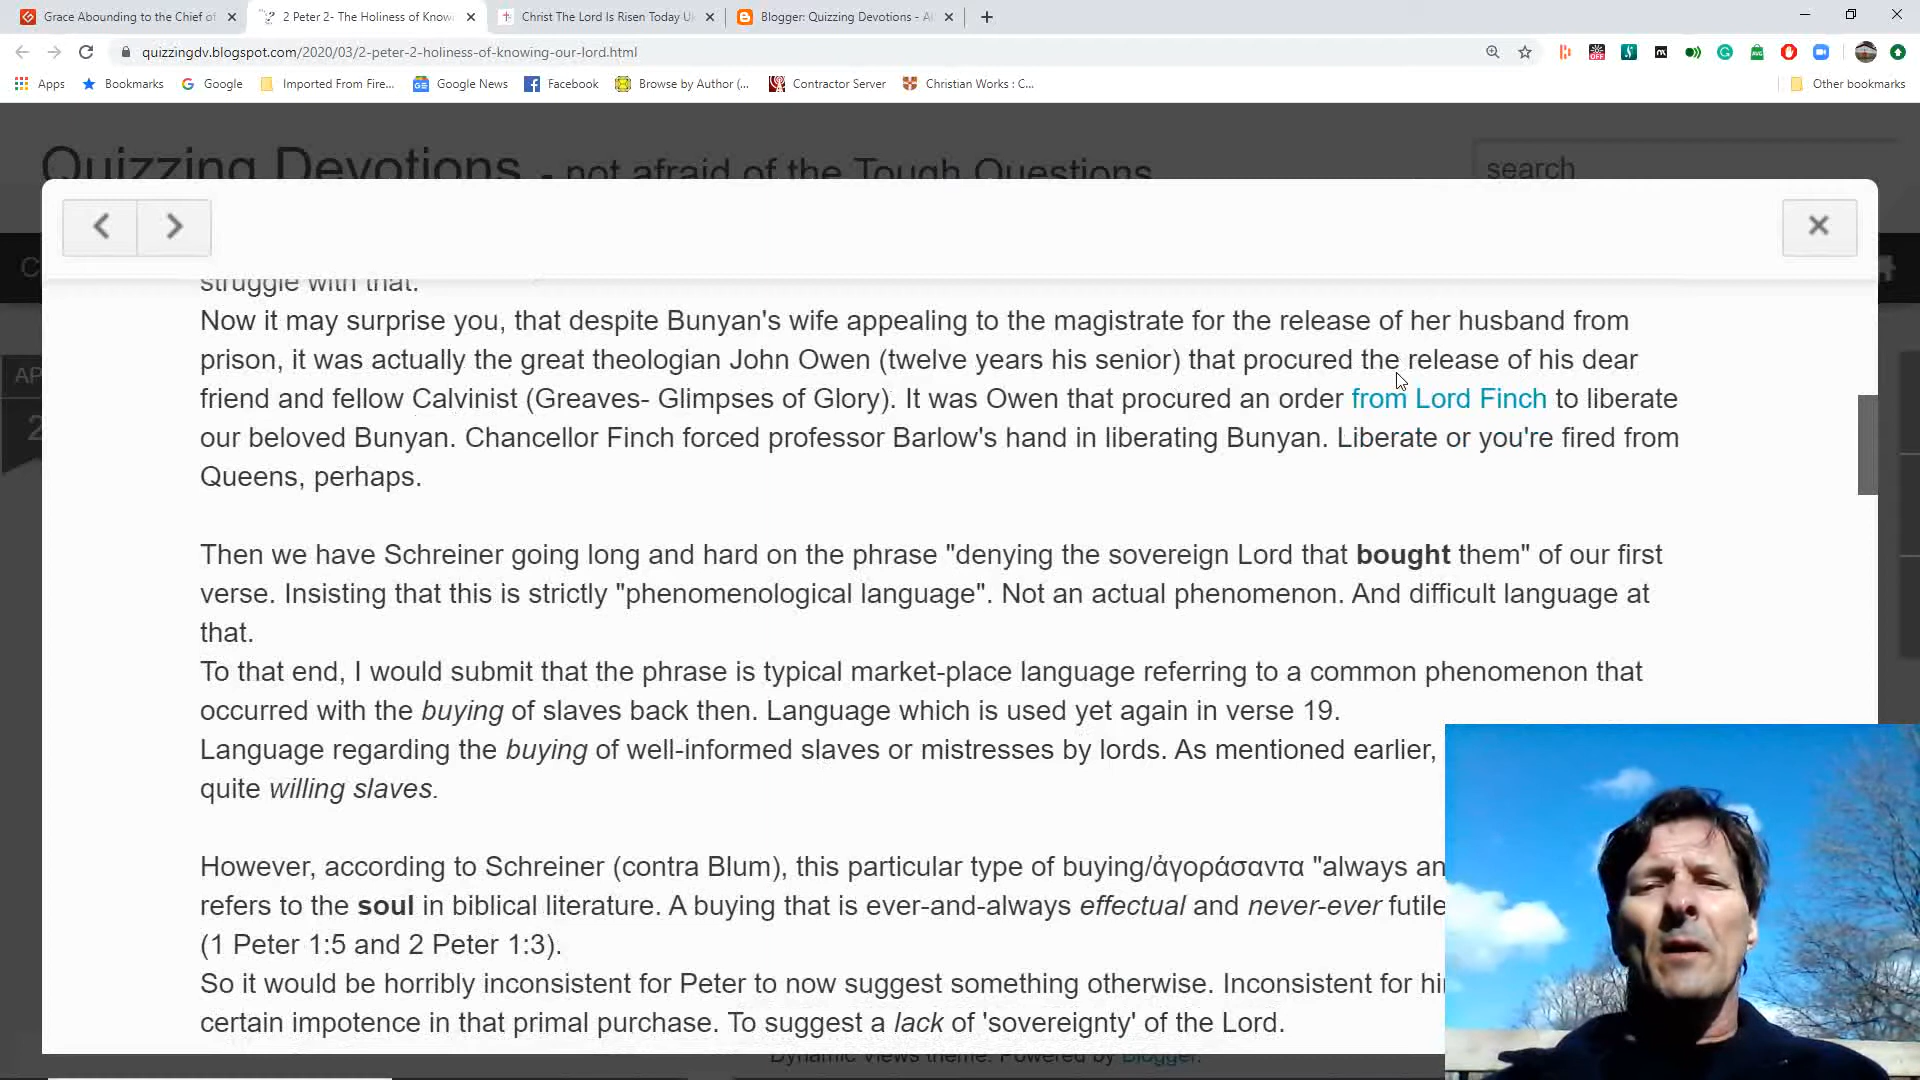 Grace Abounding to the Chief of
2 Peter 2- The Holiness of Know
Christ The Lord Is Risen Today U
Blogger: Quizzing Devotions - A
quizzingdv.blogspot.com/2020/03/2-peter-2-holiness-of-knowing-our-lord.html
Apps
Bookmarks
Google
Imported From Fire...
Google News
Facebook
Browse by Author (...
Contractor Server
Christian Works : C...
Other bookmarks
Quizzing Devotions - not afraid of the Tough Questions
search
struggle with that.
Now it may surprise you, that despite Bunyan's wife appealing to the magistrate for the release of her husband from
prison, it was actually the great theologian John Owen (twelve years his senior) that procured the release of his dear
friend and fellow Calvinist (Greaves- Glimpses of Glory). It was Owen that procured an order from Lord Finch to liberate
our beloved Bunyan. Chancellor Finch forced professor Barlow's hand in liberating Bunyan. Liberate or you're fired from
Queens, perhaps.
Then we have Schreiner going long and hard on the phrase "denying the sovereign Lord that bought them" of our first
verse. Insisting that this is strictly "phenomenological language". Not an actual phenomenon. And difficult language at
that.
To that end, I would submit that the phrase is typical market-place language referring to a common phenomenon that
occurred with the buying of slaves back then. Language which is used yet again in verse 19.
Language regarding the buying of well-informed slaves or mistresses by lords. As mentioned earlier,
quite willing slaves.
However, according to Schreiner (contra Blum), this particular type of buying/ἀγοράσαντα "always an
refers to the soul in biblical literature. A buying that is ever-and-always effectual and never-ever futile
(1 Peter 1:5 and 2 Peter 1:3).
So it would be horribly inconsistent for Peter to now suggest something otherwise. Inconsistent for hi
certain impotence in that primal purchase. To suggest a lack of 'sovereignty' of the Lord.
Dynamic Views theme. Powered by Blogger.